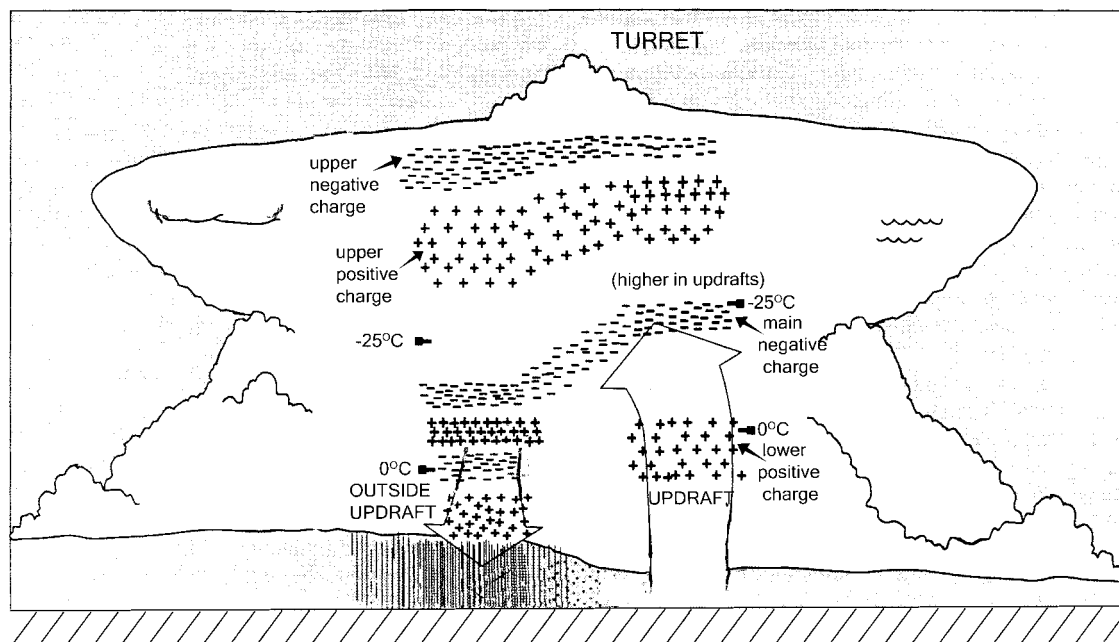 TURRET
upper
negative
charge
upper
positive
charge
(higher in updrafts)
-25°C
main
negative
charge
-25°C
0°C
lower
positive
charge
0°C
OUTSIDE
UPDRAFT
UPDRAFT